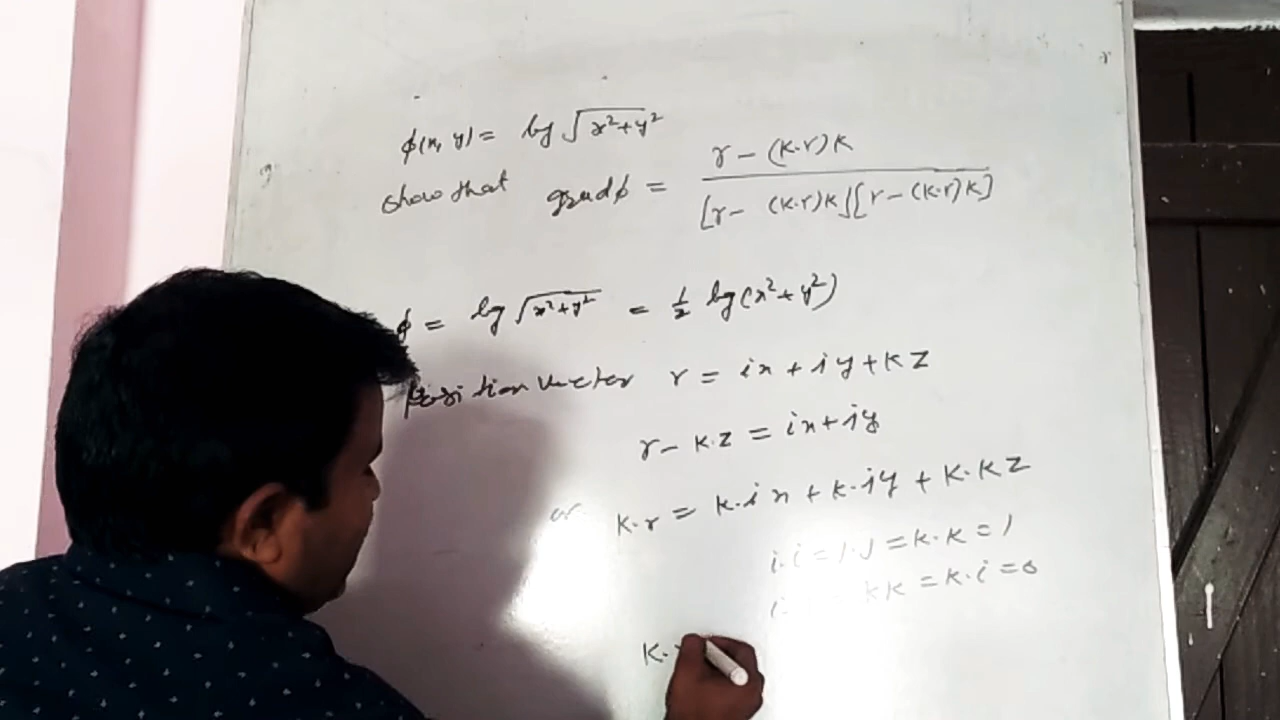 ϕ(x, y) = log √x²+y²
show that gradϕ = r - (k.r)k / [r - (k.r)k][r - (k.r)k]
ϕ = log √x²+y² = 1/2 log(x²+y²)
position vector r = ix + jy + kz
r - k.z = ix + jy
or k.r = k.ix + k.jy + k.kz
i.i = j.j = k.k = 1
= k.i = 0
k.